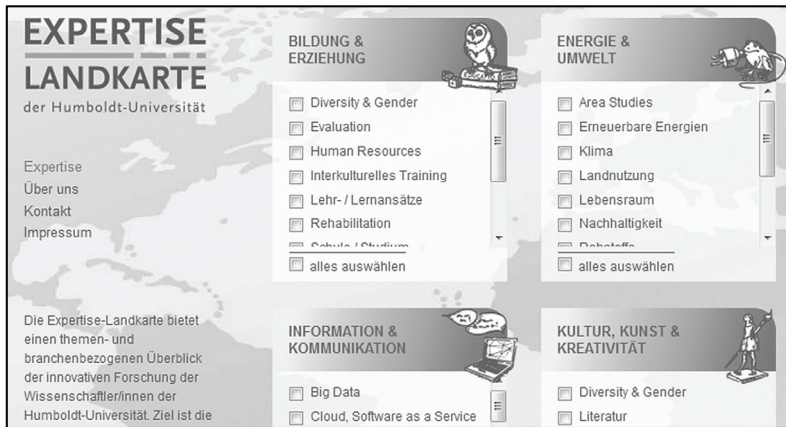 EXPERTISE
LANDKARTE
der Humboldt-Universität
Expertise
Über uns
Kontakt
Impressum
Die Expertise-Landkarte bietet
einen themen- und
branchenbezogenen Überblick
der innovativen Forschung der
Wissenschaftler/innen der
Humboldt-Universität. Ziel ist die
BILDUNG &
ERZIEHUNG
Diversity & Gender
Evaluation
Human Resources
Interkulturelles Training
Lehr- / Lernansätze
Rehabilitation
Schule / Studium
alles auswählen
ENERGIE &
UMWELT
Area Studies
Erneuerbare Energien
Klima
Landnutzung
Lebensraum
Nachhaltigkeit
Rohstoffe
alles auswählen
INFORMATION &
KOMMUNIKATION
Big Data
Cloud, Software as a Service
KULTUR, KUNST &
KREATIVITÄT
Diversity & Gender
Literatur